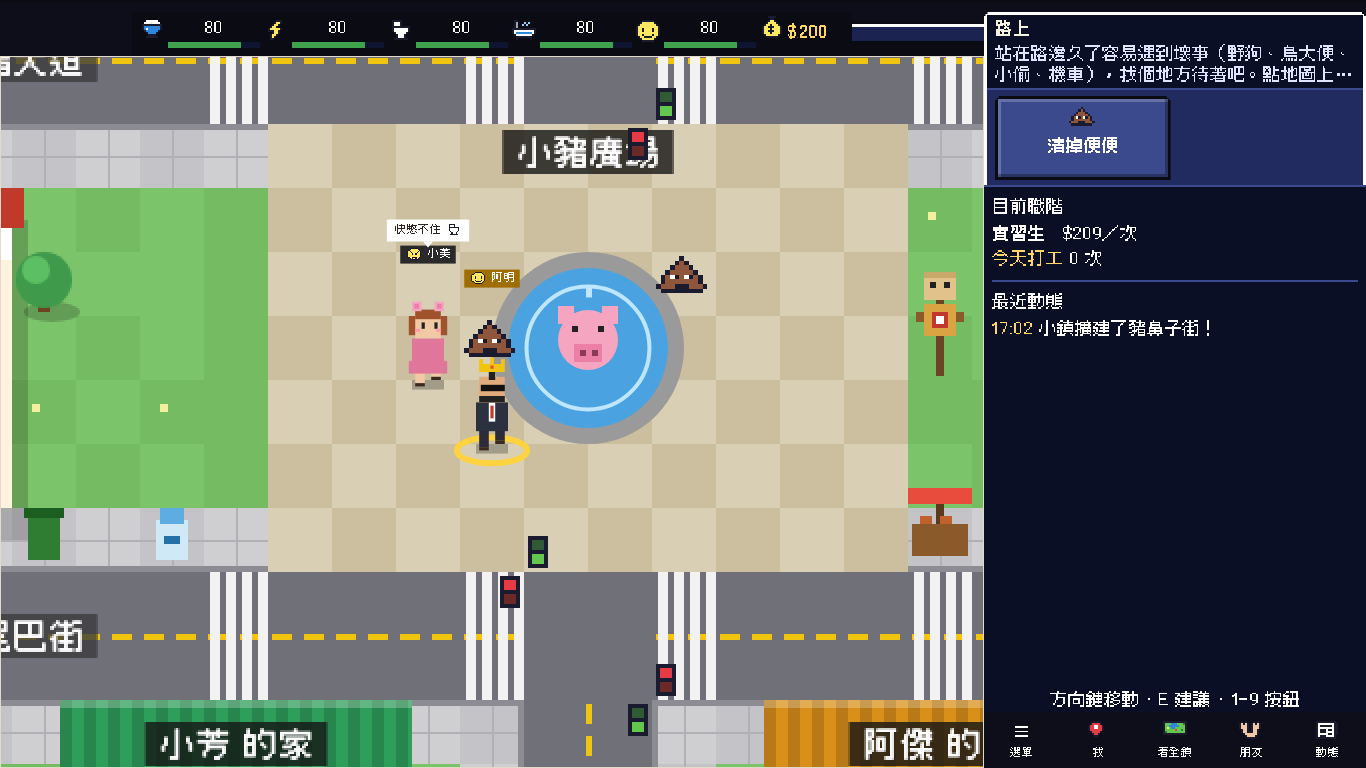 80
80
80
80
80
$200
小豬廣場
快憋不住
小美
阿明
尾巴街
小芳 的家
阿傑 的
路上
站在路邊久了容易遇到壞事（野狗、鳥大便、
小偷、機車），找個地方待著吧。點地圖上…
清掉便便
目前職階
實習生 $209／次
今天打工 0 次
最近動態
17:02 小鎮擴建了豬鼻子街！
方向鍵移動 · E 建議 · 1-9 按鈕
選單
我
看全鎮
朋友
動態